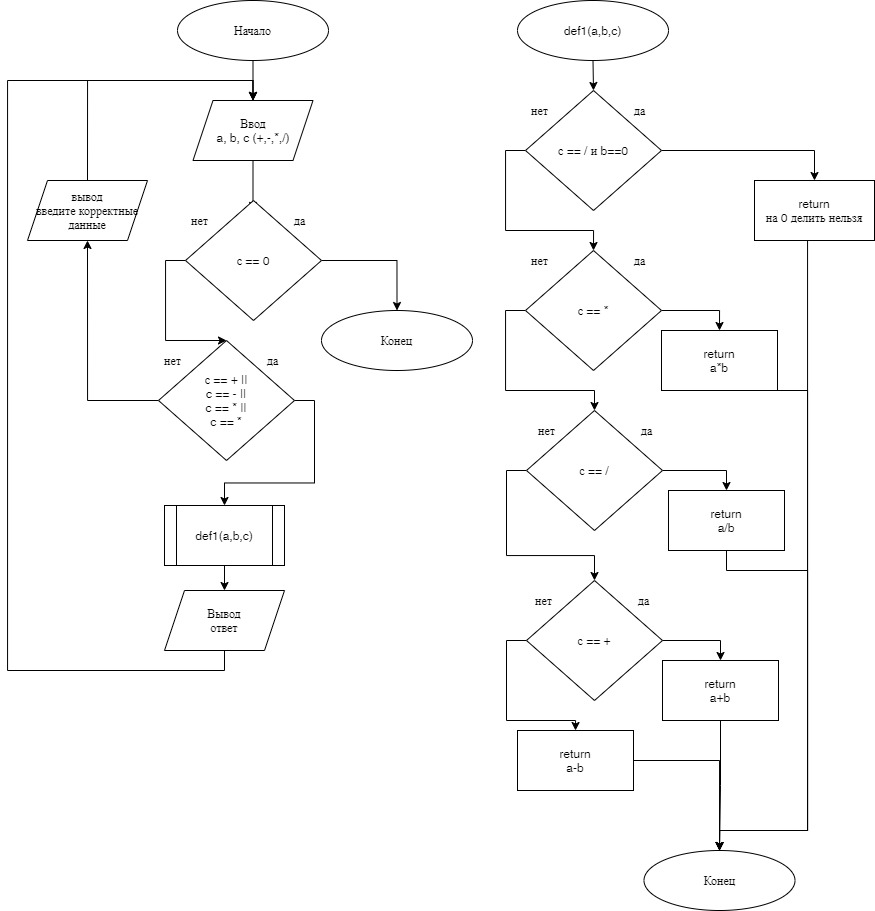 Начало
Ввод
a, b, c (+,-,*,/)
вывод
введите корректные
данные
нет
да
c == 0
Конец
нет
да
c == + ||
c == - ||
c == * ||
c == *
def1(a,b,c)
Вывод
ответ
def1(a,b,c)
нет
да
c == / и b==0
return
на 0 делить нельзя
нет
да
c == *
return
a*b
нет
да
c == /
return
a/b
нет
да
c == +
return
a+b
return
a-b
Конец